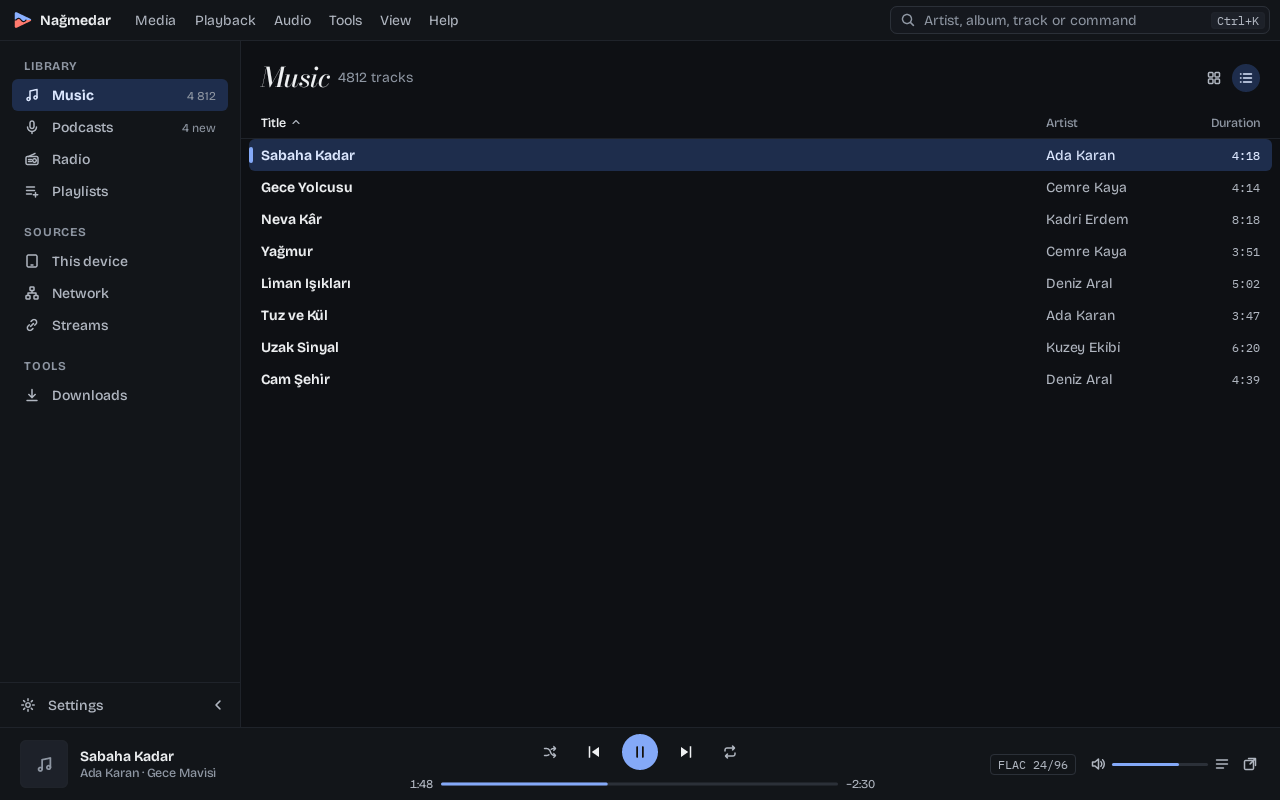 Nağmedar Media Playback Audio Tools View Help Artist, album, track or command Ctrl+K
LIBRARY
Music 4 812
Podcasts 4 new
Radio
Playlists
SOURCES
This device
Network
Streams
TOOLS
Downloads
Settings
Music 4812 tracks
Title Artist Duration
Sabaha Kadar Ada Karan 4:18
Gece Yolcusu Cemre Kaya 4:14
Neva Kâr Kadri Erdem 8:18
Yağmur Cemre Kaya 3:51
Liman Işıkları Deniz Aral 5:02
Tuz ve Kül Ada Karan 3:47
Uzak Sinyal Kuzey Ekibi 6:20
Cam Şehir Deniz Aral 4:39
Sabaha Kadar
Ada Karan · Gece Mavisi
1:48 −2:30
FLAC 24/96